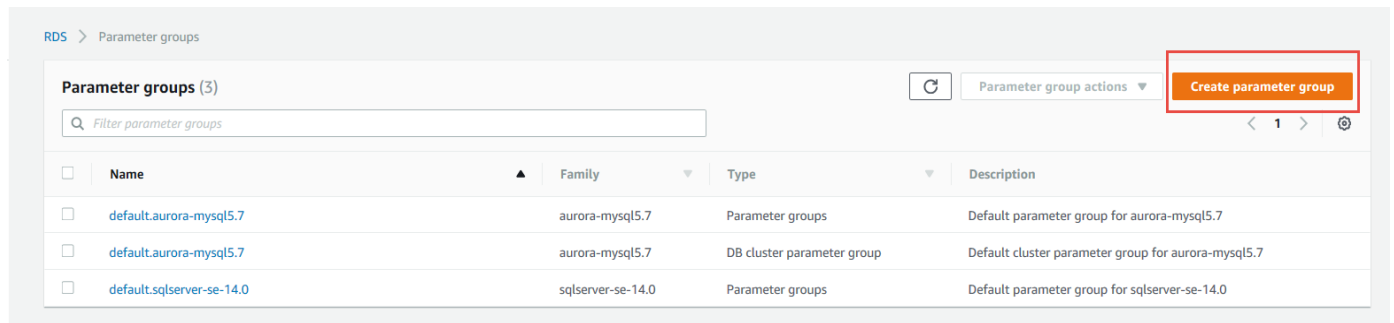 RDS > Parameter groups
Parameter groups (3)
Parameter group actions
Create parameter group
Filter parameter groups
< 1 >
Name Family Type Description
default.aurora-mysql5.7 aurora-mysql5.7 Parameter groups Default parameter group for aurora-mysql5.7
default.aurora-mysql5.7 aurora-mysql5.7 DB cluster parameter group Default cluster parameter group for aurora-mysql5.7
default.sqlserver-se-14.0 sqlserver-se-14.0 Parameter groups Default parameter group for sqlserver-se-14.0